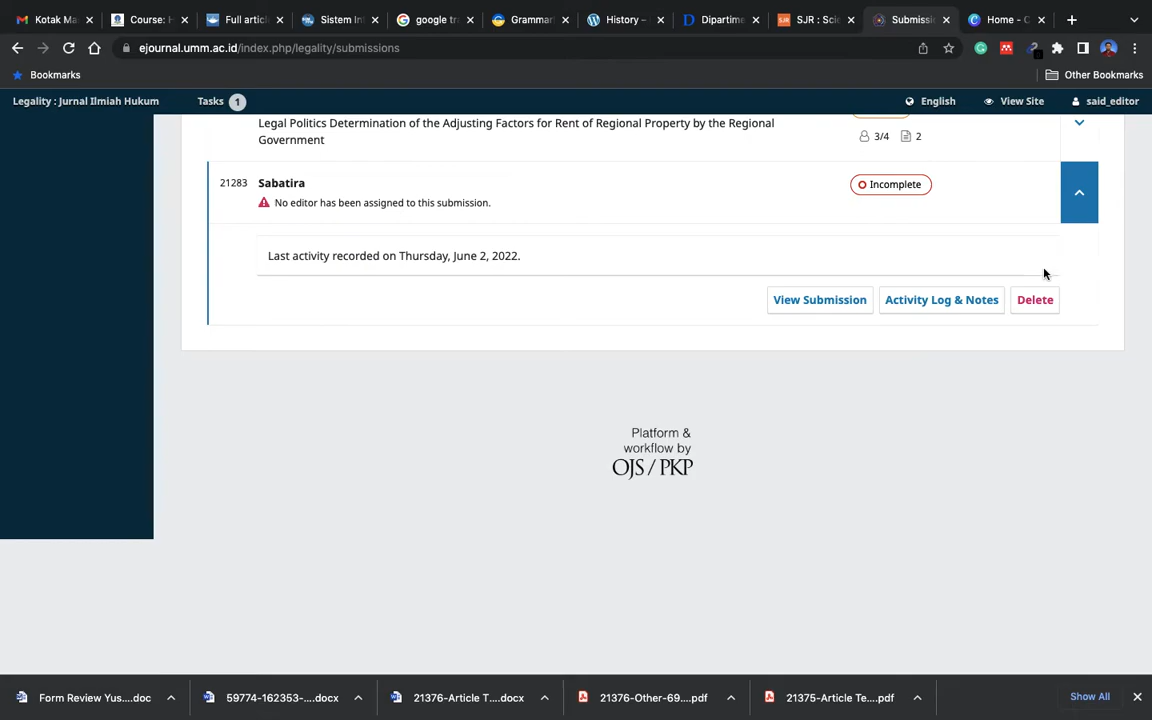 Kotak Ma
Course: H
Full artic
Sistem In
google tr
Grammar
History –
Dipartime
SJR : Scie
Submissi
Home - C
ejournal.umm.ac.id/index.php/legality/submissions
Bookmarks
Other Bookmarks
Legality : Jurnal Ilmiah Hukum
Tasks 1
English
View Site
said_editor
Legal Politics Determination of the Adjusting Factors for Rent of Regional Property by the Regional
Government
3/4
2
21283
Sabatira
Incomplete
No editor has been assigned to this submission.
Last activity recorded on Thursday, June 2, 2022.
View Submission
Activity Log & Notes
Delete
Platform &
workflow by
OJS / PKP
Form Review Yus....doc
59774-162353-....docx
21376-Article T....docx
21376-Other-69....pdf
21375-Article Te....pdf
Show All